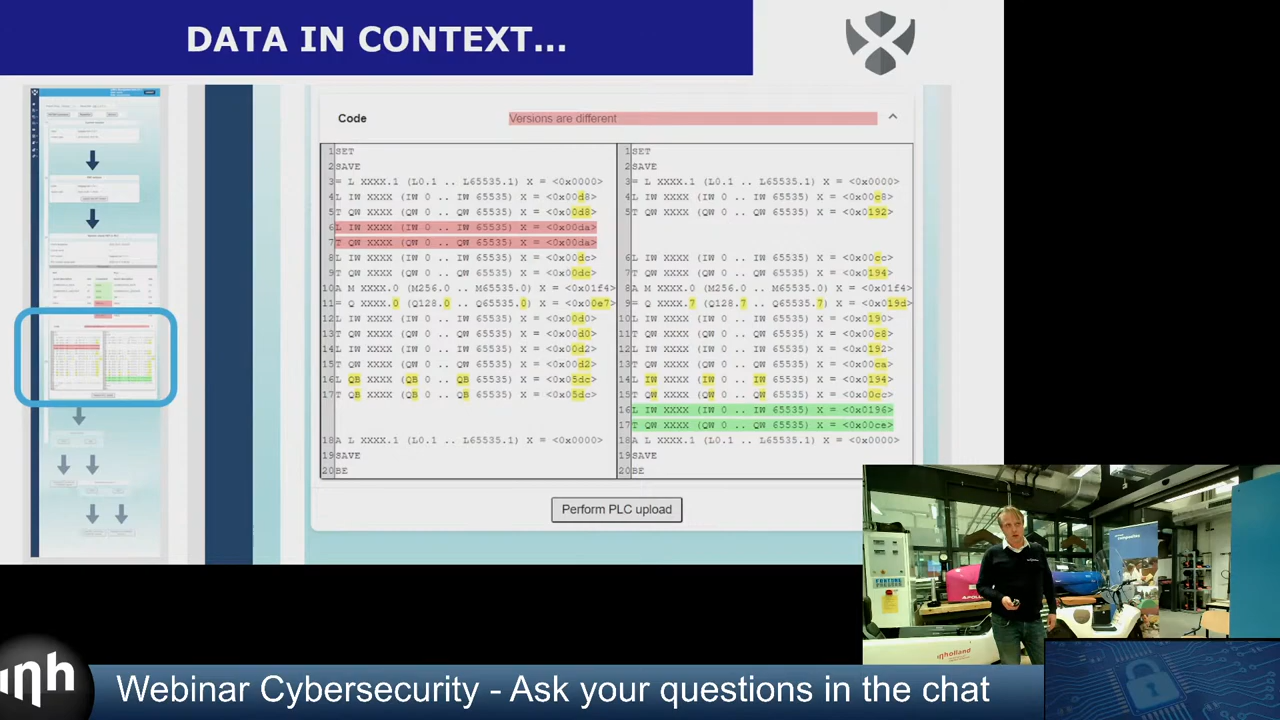 DATA IN CONTEXT...
Code
Versions are different
1 SET
2 SAVE
3 = L XXXX.1 (L0.1 .. L65535.1) X = <0x0000>
4 L IW XXXX (IW 0 .. IW 65535) X = <0x00d8>
5 T QW XXXX (QW 0 .. QW 65535) X = <0x00d8>
6 L IW XXXX (IW 0 .. IW 65535) X = <0x00da>
7 T QW XXXX (QW 0 .. QW 65535) X = <0x00da>
8 L IW XXXX (IW 0 .. IW 65535) X = <0x00dc>
9 T QW XXXX (QW 0 .. QW 65535) X = <0x00dc>
10 A M XXXX.0 (M256.0 .. M65535.0) X = <0x01f4>
11 = Q XXXX.0 (Q128.0 .. Q65535.0) X = <0x00e7>
12 L IW XXXX (IW 0 .. IW 65535) X = <0x00d0>
13 T QW XXXX (QW 0 .. QW 65535) X = <0x00d0>
14 L IW XXXX (IW 0 .. IW 65535) X = <0x00d2>
15 T QW XXXX (QW 0 .. QW 65535) X = <0x00d2>
16 L QB XXXX (QB 0 .. QB 65535) X = <0x05dc>
17 T QB XXXX (QB 0 .. QB 65535) X = <0x05dc>
18 A L XXXX.1 (L0.1 .. L65535.1) X = <0x0000>
19 SAVE
20 BE
1 SET
2 SAVE
3 = L XXXX.1 (L0.1 .. L65535.1) X = <0x0000>
4 L IW XXXX (IW 0 .. IW 65535) X = <0x00c8>
5 T QW XXXX (QW 0 .. QW 65535) X = <0x0192>
6 L IW XXXX (IW 0 .. IW 65535) X = <0x00cc>
7 T QW XXXX (QW 0 .. QW 65535) X = <0x0194>
8 A M XXXX.0 (M256.0 .. M65535.0) X = <0x01f4>
9 = Q XXXX.7 (Q128.7 .. Q65535.7) X = <0x019d>
10 L IW XXXX (IW 0 .. IW 65535) X = <0x0190>
11 T QW XXXX (QW 0 .. QW 65535) X = <0x00c8>
12 L IW XXXX (IW 0 .. IW 65535) X = <0x0192>
13 T QW XXXX (QW 0 .. QW 65535) X = <0x00ca>
14 L IW XXXX (IW 0 .. IW 65535) X = <0x0194>
15 T QW XXXX (QW 0 .. QW 65535) X = <0x00cc>
16 L IW XXXX (IW 0 .. IW 65535) X = <0x0196>
17 T QW XXXX (QW 0 .. QW 65535) X = <0x00ce>
18 A L XXXX.1 (L0.1 .. L65535.1) X = <0x0000>
19 SAVE
20 BE
Perform PLC upload
composites
APOLLO
inholland
inh
Webinar Cybersecurity - Ask your questions in the chat